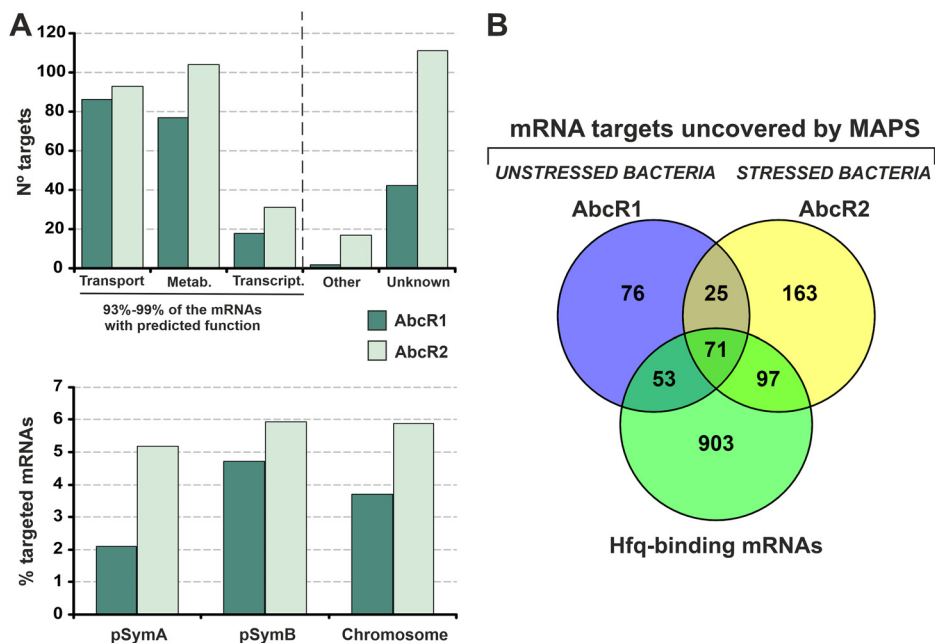 A
Nº targets
120
100
80
60
40
20
0
Transport Metab. Transcript. Other Unknown
93%-99% of the mRNAs
with predicted function
AbcR1
AbcR2
% targeted mRNAs
7
6
5
4
3
2
1
0
pSymA pSymB Chromosome
B
mRNA targets uncovered by MAPS
UNSTRESSED BACTERIA STRESSED BACTERIA
AbcR1 AbcR2
76 25 163
71
53 97
903
Hfq-binding mRNAs